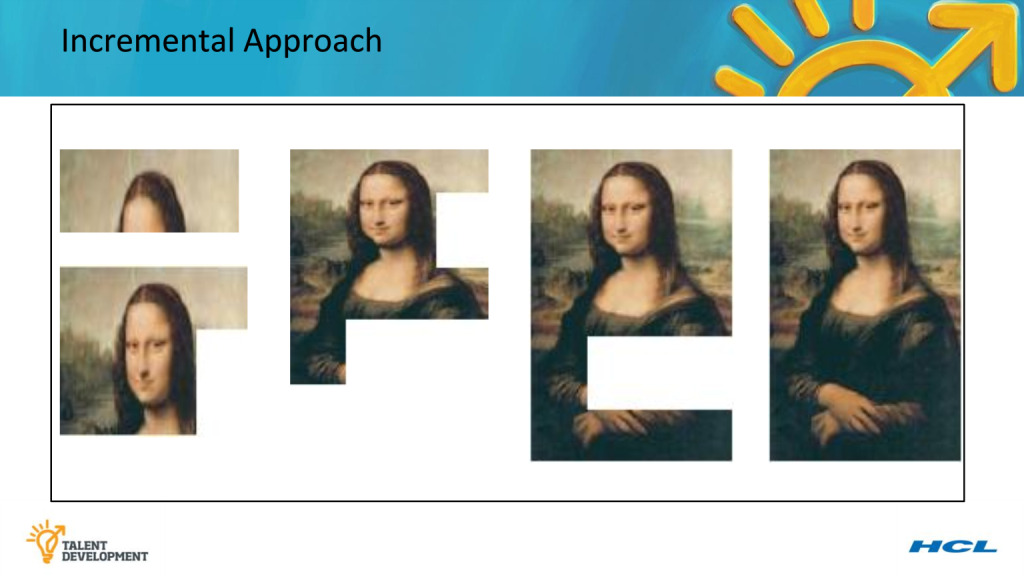 Incremental Approach
TALENT
DEVELOPMENT
HCL